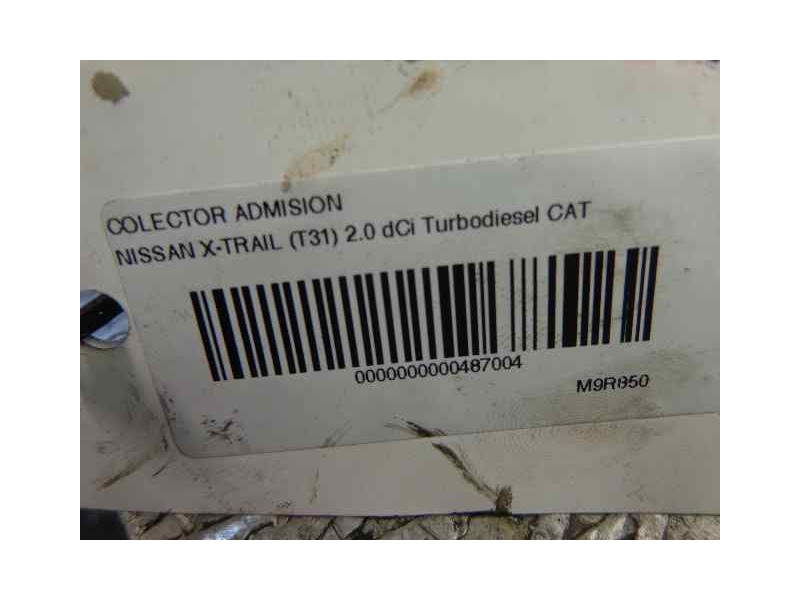 COLECTOR ADMISION
NISSAN X-TRAIL (T31) 2.0 dCi Turbodiesel CAT
0000000000487004
M9R850